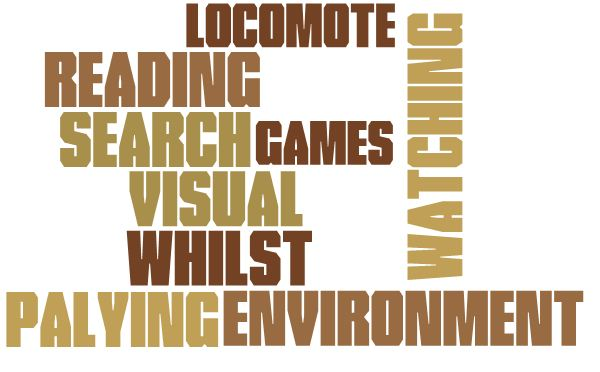 LOCOMOTE
READING
SEARCH GAMES
VISUAL
WHILST
PALYING ENVIRONMENT
WATCHING